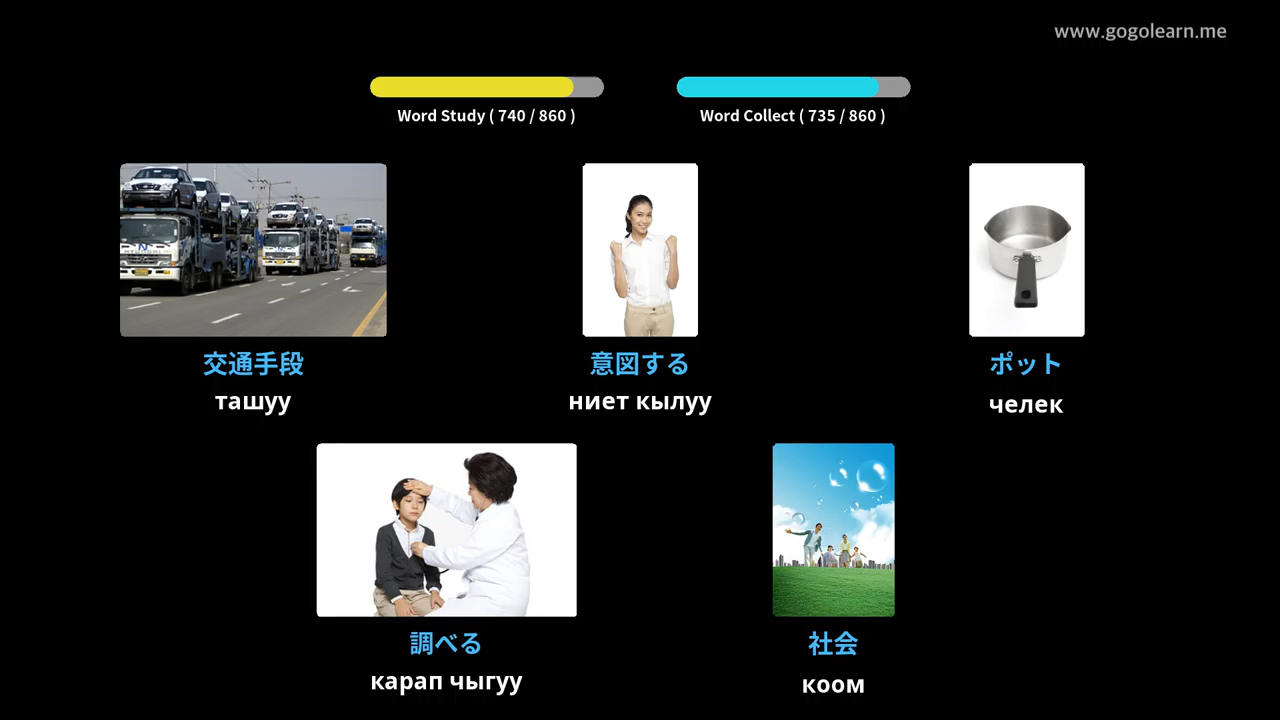 www.gogolearn.me
Word Study ( 740 / 860 )
Word Collect ( 735 / 860 )
交通手段
ташуу
意図する
ниет кылуу
ポット
челек
調べる
карап чыгуу
社会
коом